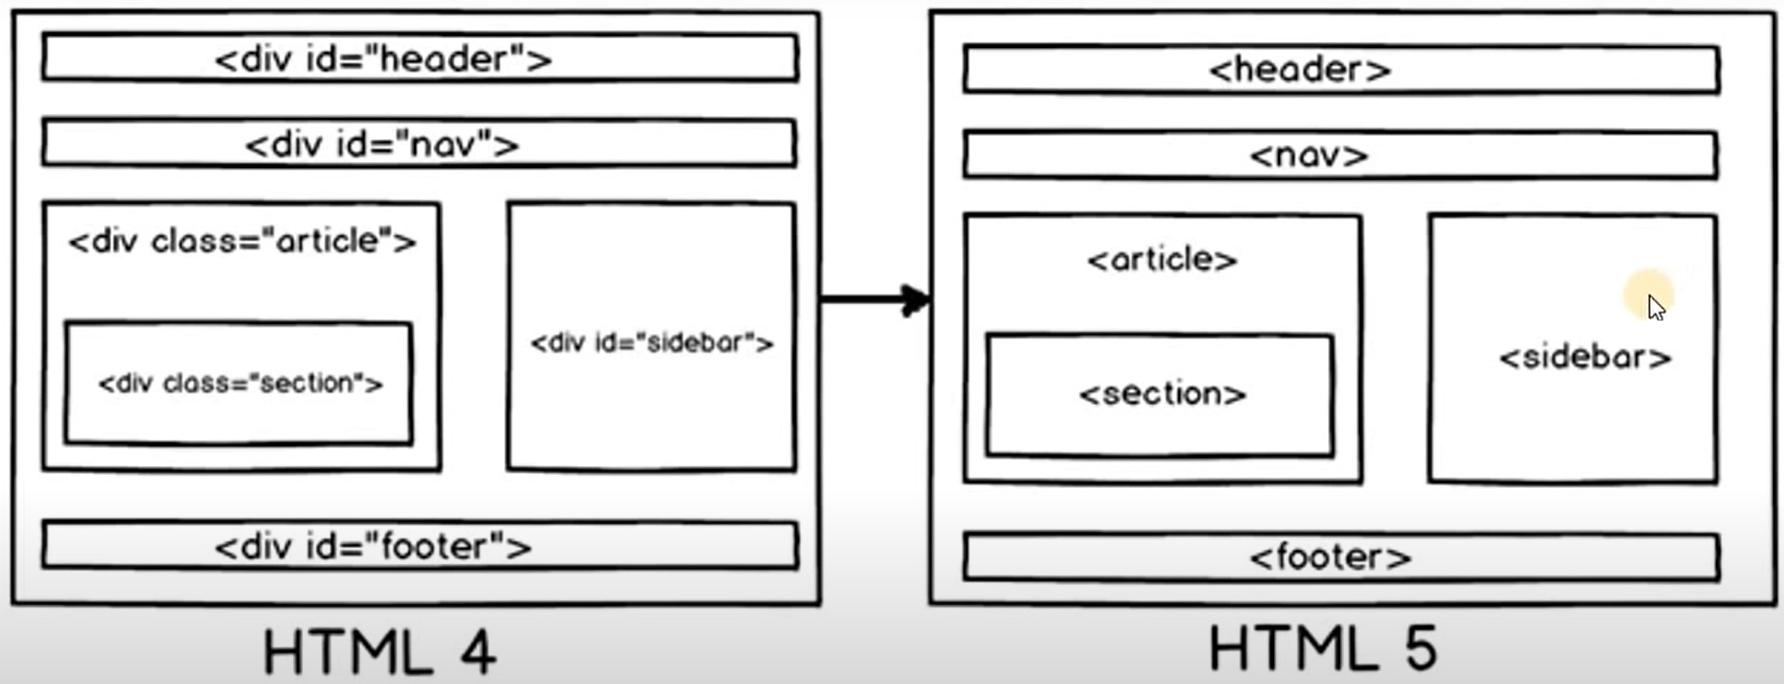 <div id="header">
<div id="nav">
<div class="article">
<div class="section">
<div id="sidebar">
<div id="footer">
HTML 4
<header>
<nav>
<article>
<section>
<sidebar>
<footer>
HTML 5